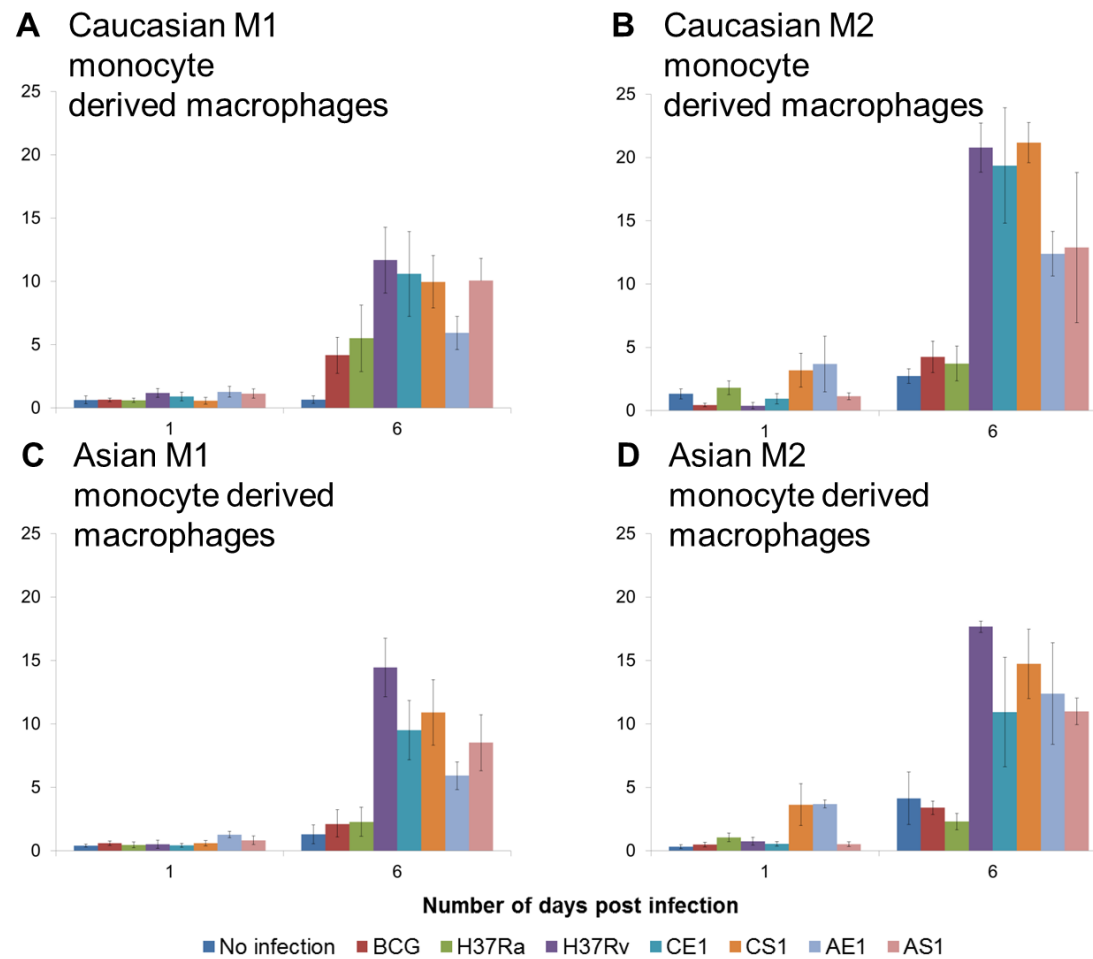 A Caucasian M1
monocyte
derived macrophages
25
20
15
10
5
0
1
6
B Caucasian M2
monocyte
derived macrophages
25
20
15
10
5
0
1
6
C Asian M1
monocyte derived
macrophages
25
20
15
10
5
0
1
6
D Asian M2
monocyte derived
macrophages
25
20
15
10
5
0
1
6
Number of days post infection
No infection BCG H37Ra H37Rv CE1 CS1 AE1 AS1